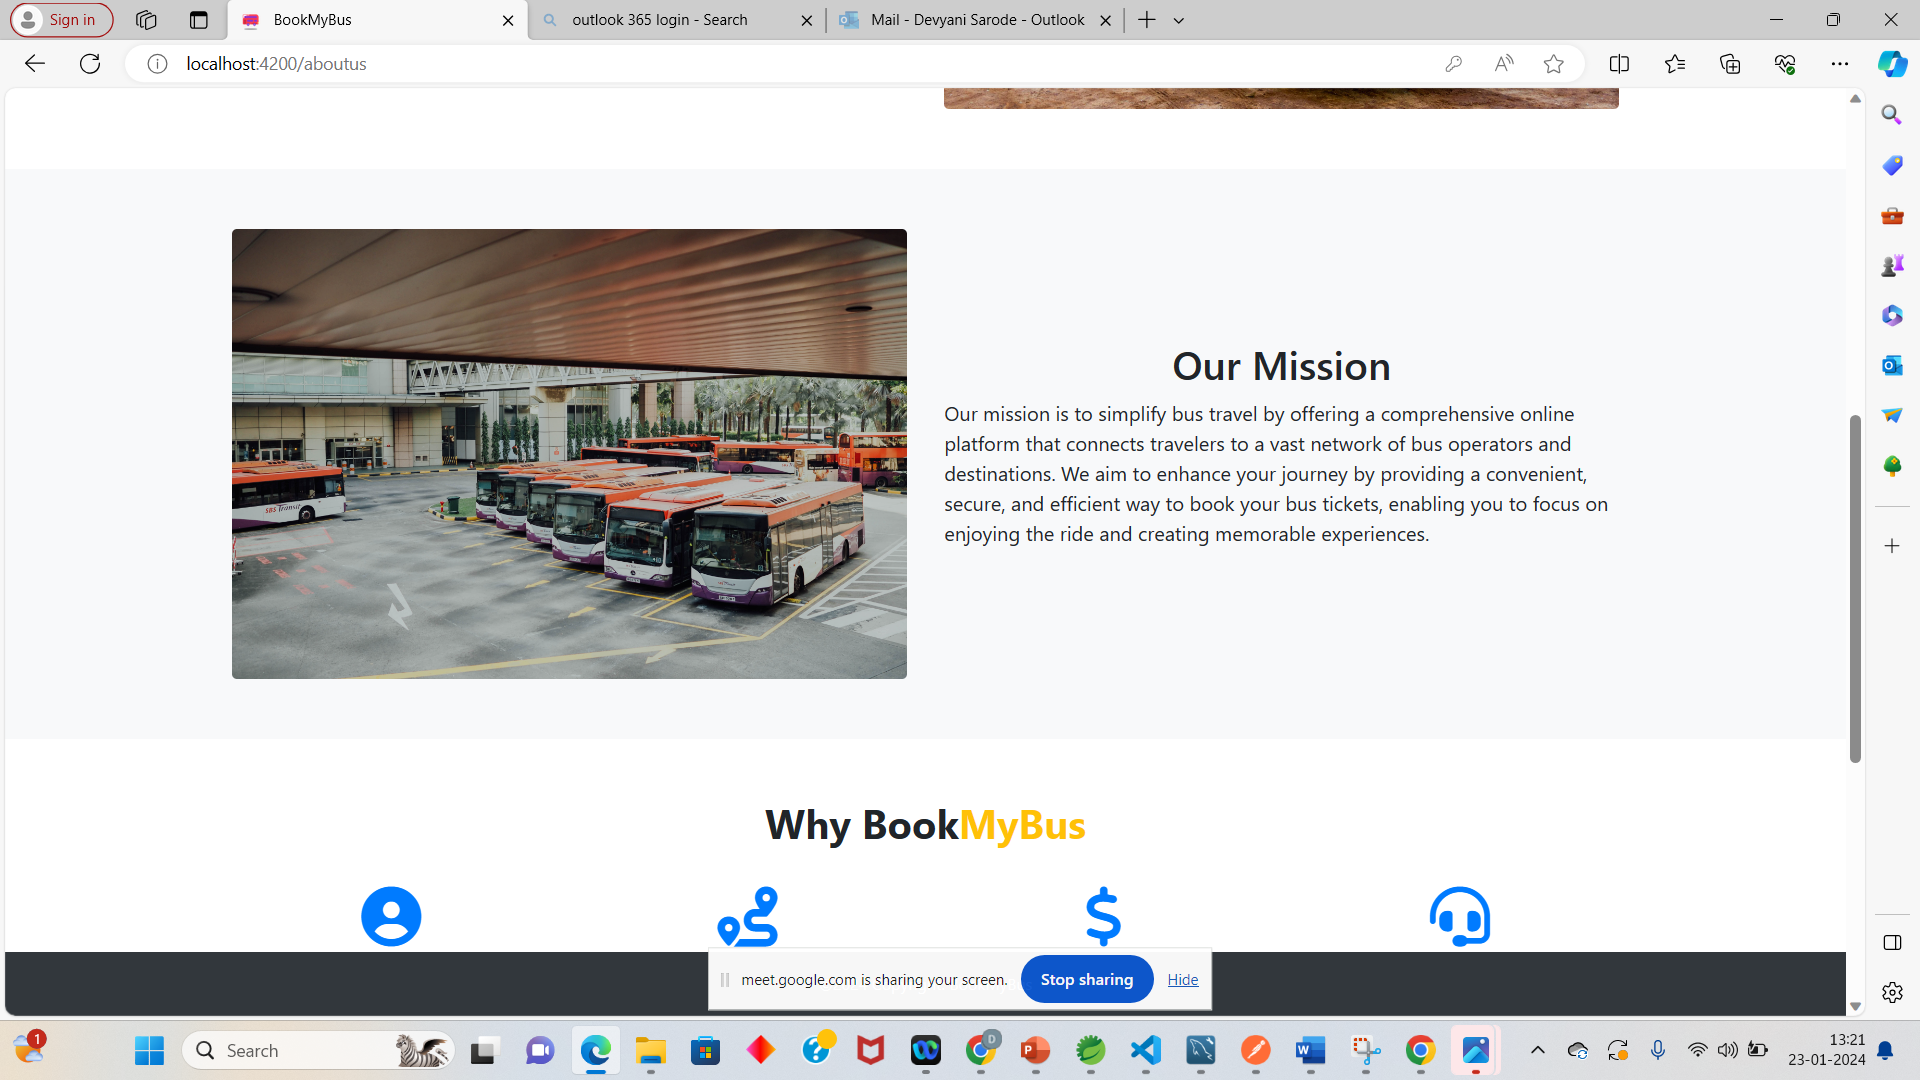 Sign in
BookMyBus
outlook 365 login - Search
Mail - Devyani Sarode - Outlook
localhost:4200/aboutus
SBS Transit
Our Mission
Our mission is to simplify bus travel by offering a comprehensive online
platform that connects travelers to a vast network of bus operators and
destinations. We aim to enhance your journey by providing a convenient,
secure, and efficient way to book your bus tickets, enabling you to focus on
enjoying the ride and creating memorable experiences.
Why BookMyBus
meet.google.com is sharing your screen.
Stop sharing
Hide
1
Search
D
13:21
23-01-2024